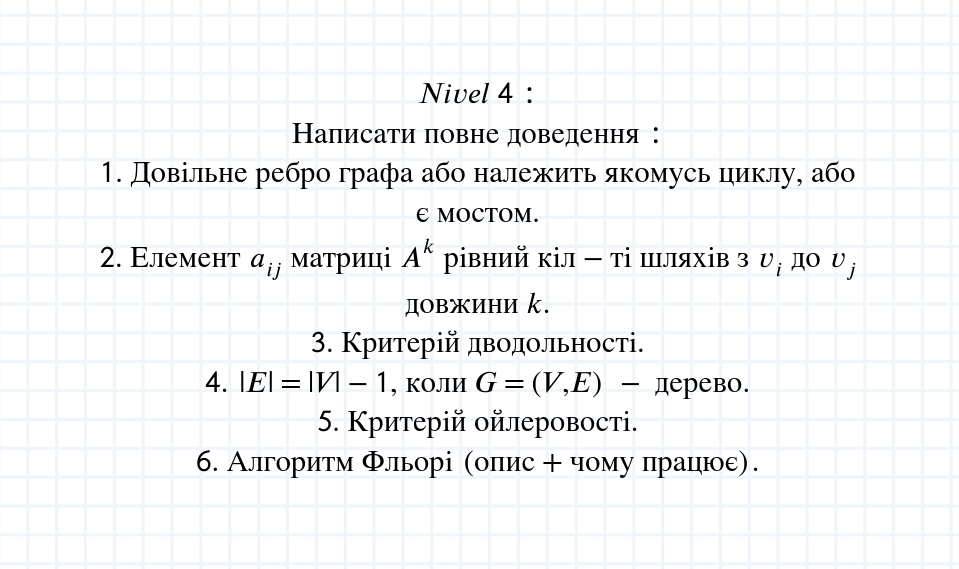 Nivel 4 :
Написати повне доведення :
1. Довільне ребро графа або належить якомусь циклу, або
є мостом.
2. Елемент a_{ij} матриці A^k рівний кіл − ті шляхів з v_i до v_j
довжини k.
3. Критерій дводольності.
4. |E| = |V| − 1, коли G = (V,E) − дерево.
5. Критерій ойлеровості.
6. Алгоритм Фльорі (опис + чому працює).